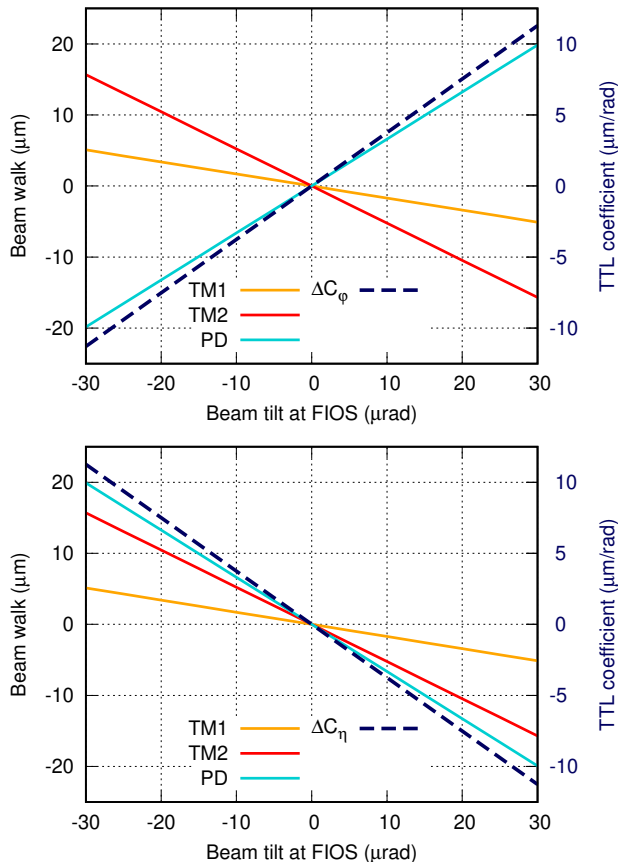 20
10
0
-10
-20
10
5
0
-5
-10
Beam walk (μm)
TTL coefficient (μm/rad)
TM1
TM2
PD
ΔCφ
-30 -20 -10 0 10 20 30
Beam tilt at FIOS (μrad)
20
10
0
-10
-20
10
5
0
-5
-10
Beam walk (μm)
TTL coefficient (μm/rad)
TM1
TM2
PD
ΔCη
-30 -20 -10 0 10 20 30
Beam tilt at FIOS (μrad)